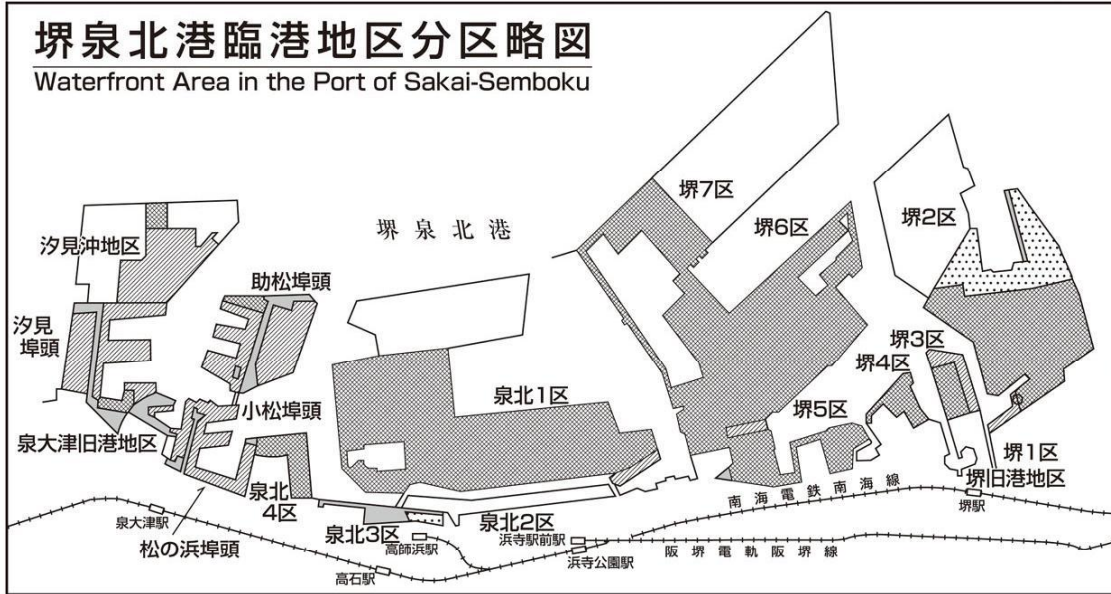 堺泉北港臨港地区分区略図
Waterfront Area in the Port of Sakai-Semboku
堺7区
堺6区
堺2区
堺泉北港
汐見沖地区
助松埠頭
汐見
埠頭
堺3区
堺4区
泉北1区
小松埠頭
堺5区
泉大津旧港地区
堺1区
堺旧港地区
泉北
4区
南海電鉄南海線
堺駅
泉大津駅
松の浜埠頭
泉北3区
高師浜駅
泉北2区
浜寺駅前駅
阪堺電軌阪堺線
浜寺公園駅
高石駅